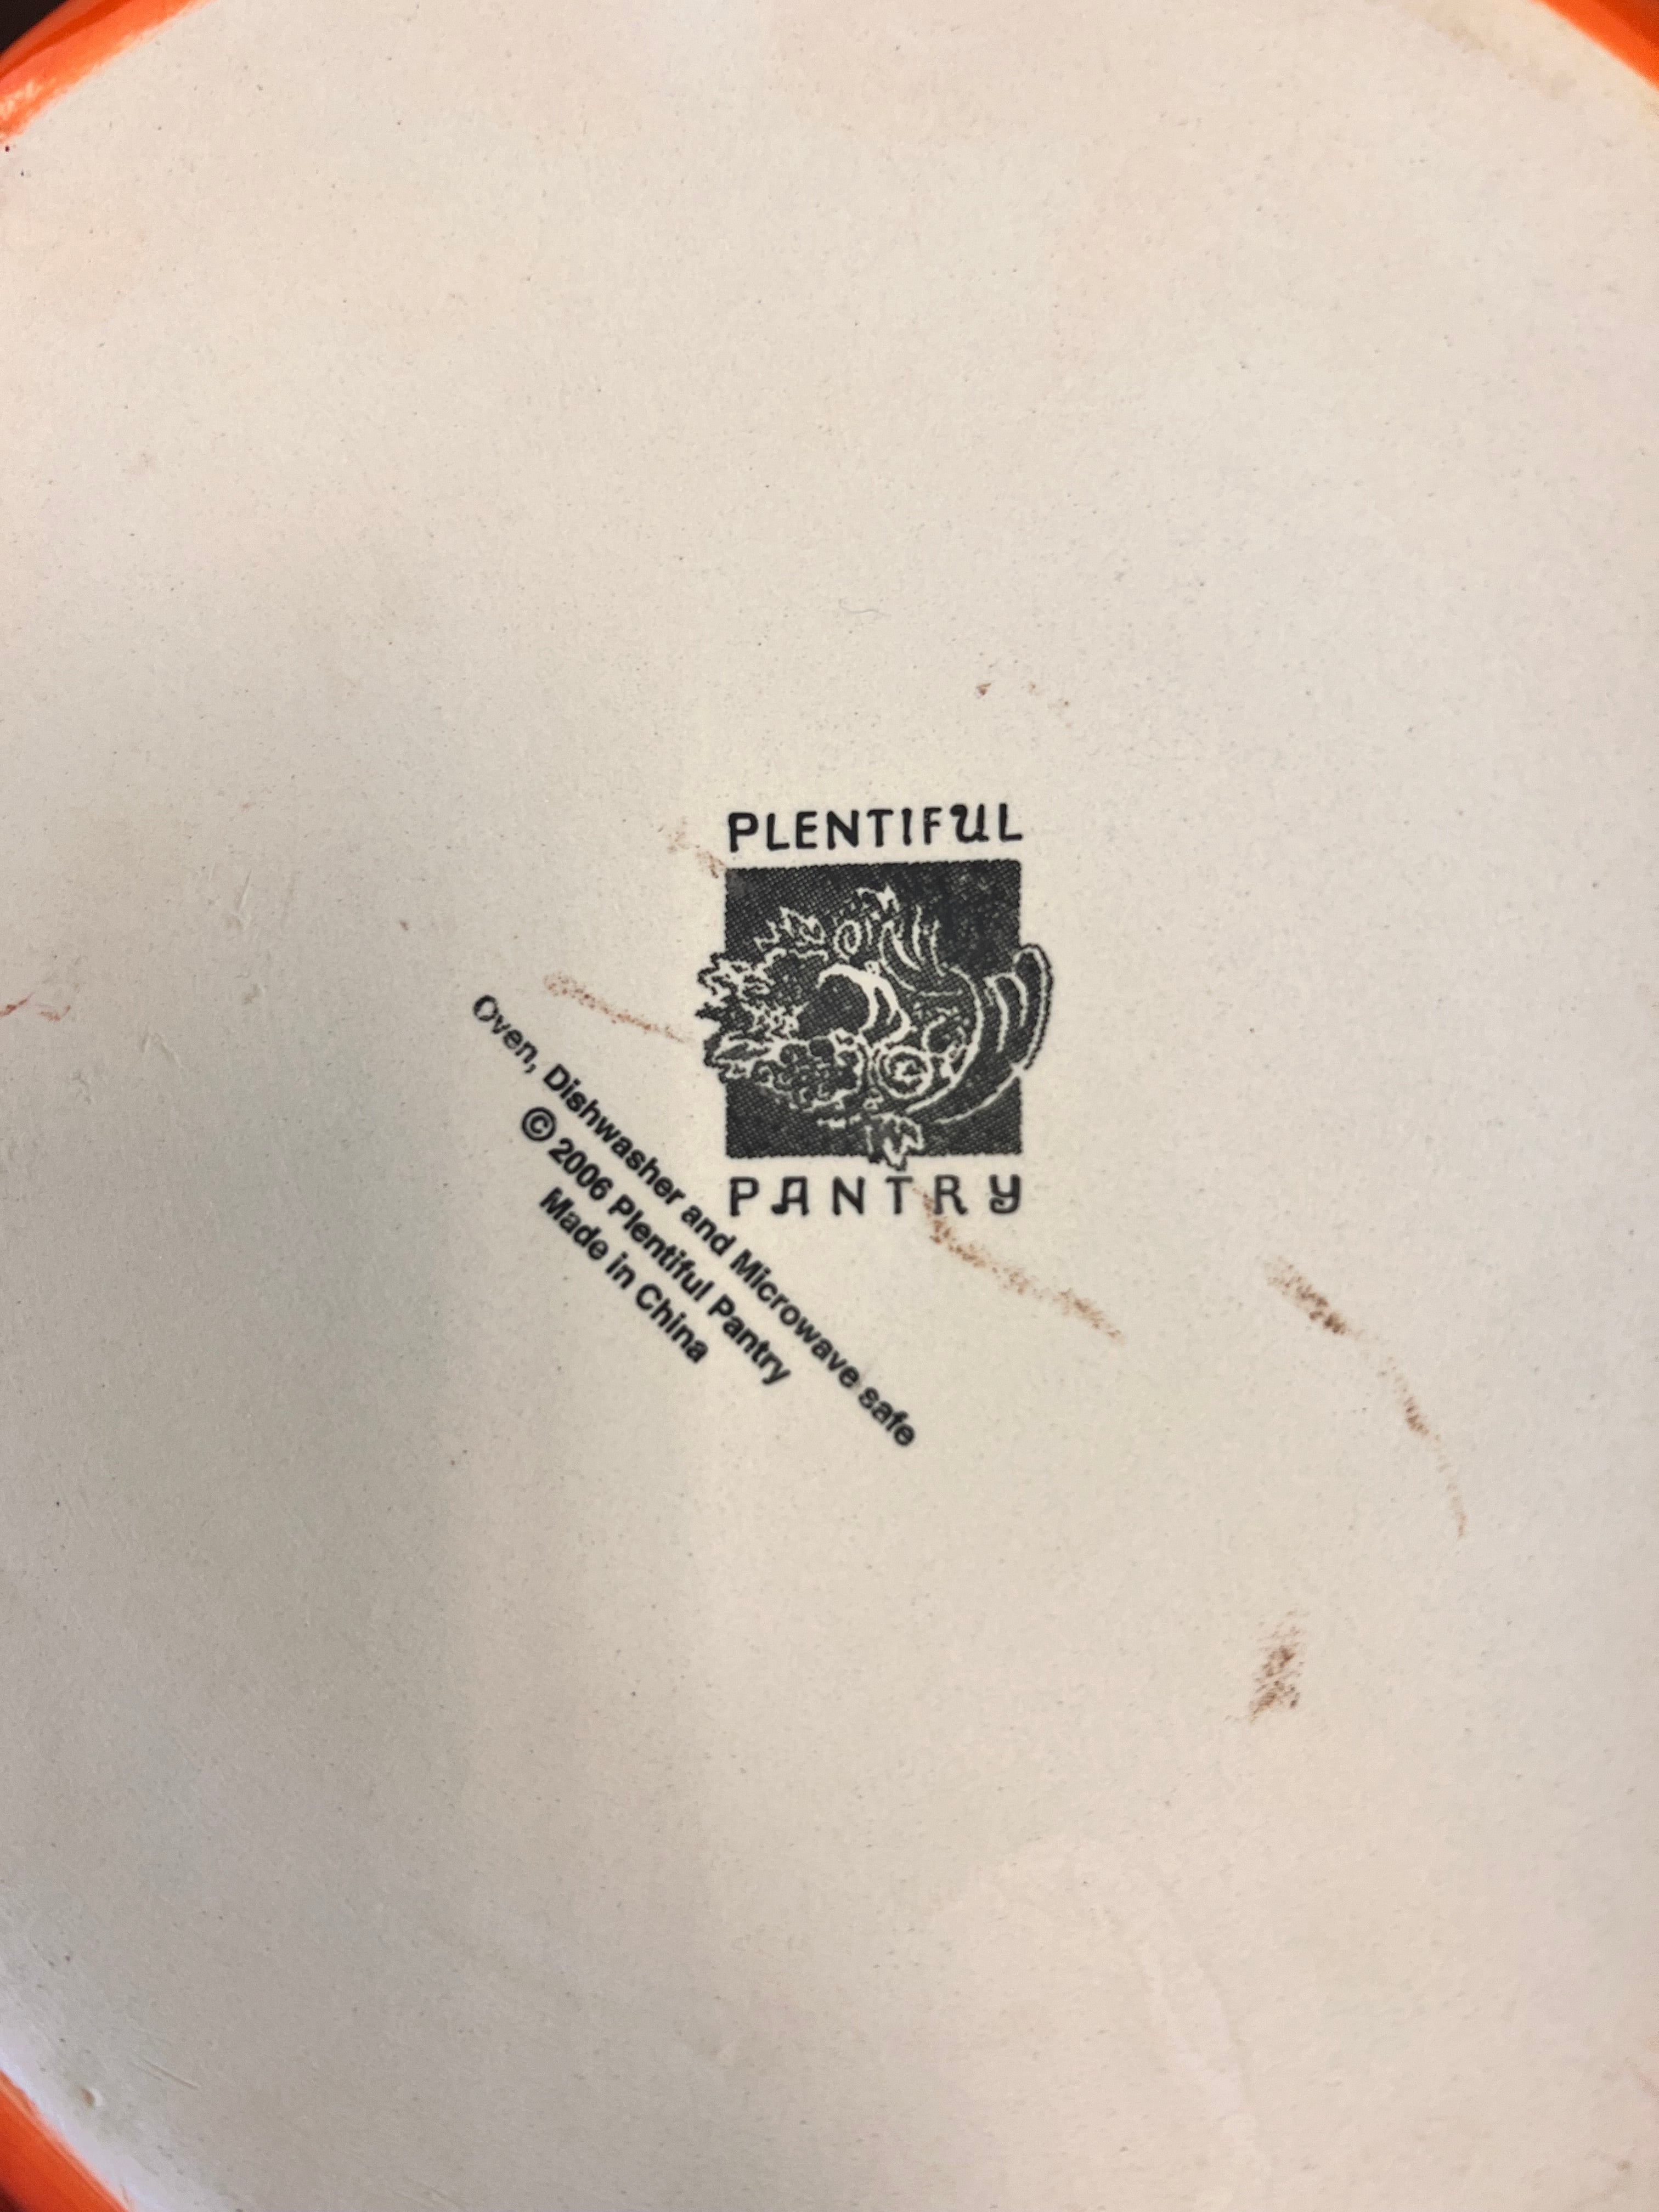 PLENTIFUL
PANTRY
Oven, Dishwasher and Microwave safe
© 2006 Plentiful Pantry
Made in China